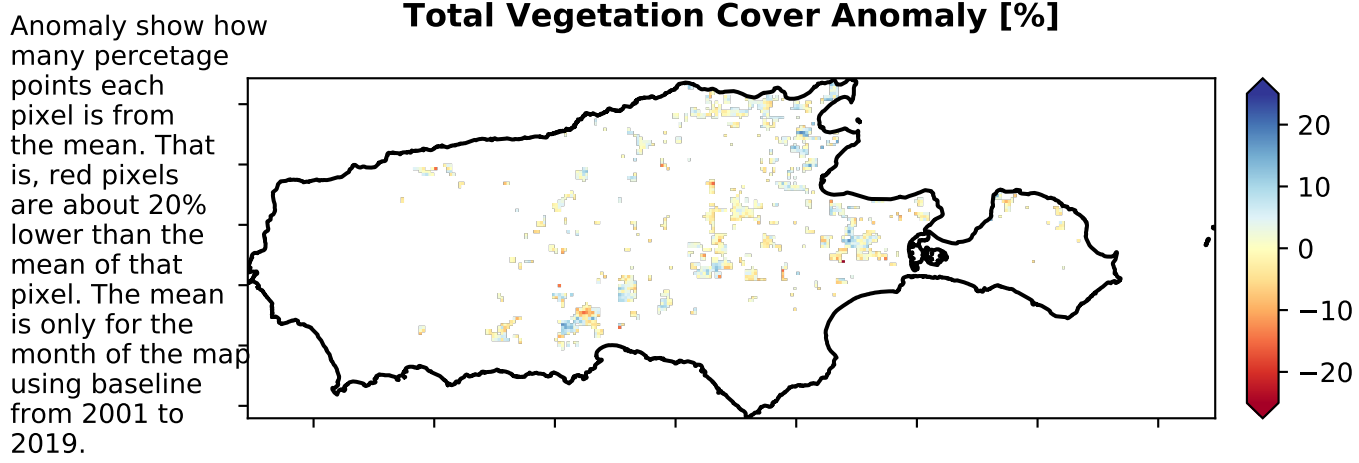 Total Vegetation Cover Anomaly [%]
Anomaly show how
many percetage
points each
pixel is from
the mean. That
is, red pixels
are about 20%
lower than the
mean of that
pixel. The mean
is only for the
month of the map
using baseline
from 2001 to
2019.
20
10
0
−10
−20